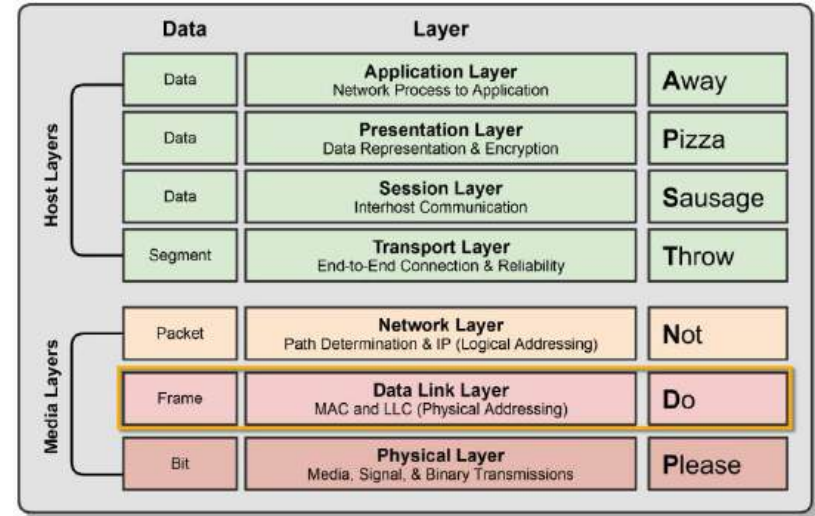 Data Layer
Host Layers
Data Application Layer Away
Network Process to Application
Data Presentation Layer Pizza
Data Representation & Encryption
Data Session Layer Sausage
Interhost Communication
Segment Transport Layer Throw
End-to-End Connection & Reliability
Media Layers
Packet Network Layer Not
Path Determination & IP (Logical Addressing)
Frame Data Link Layer Do
MAC and LLC (Physical Addressing)
Bit Physical Layer Please
Media, Signal, & Binary Transmissions